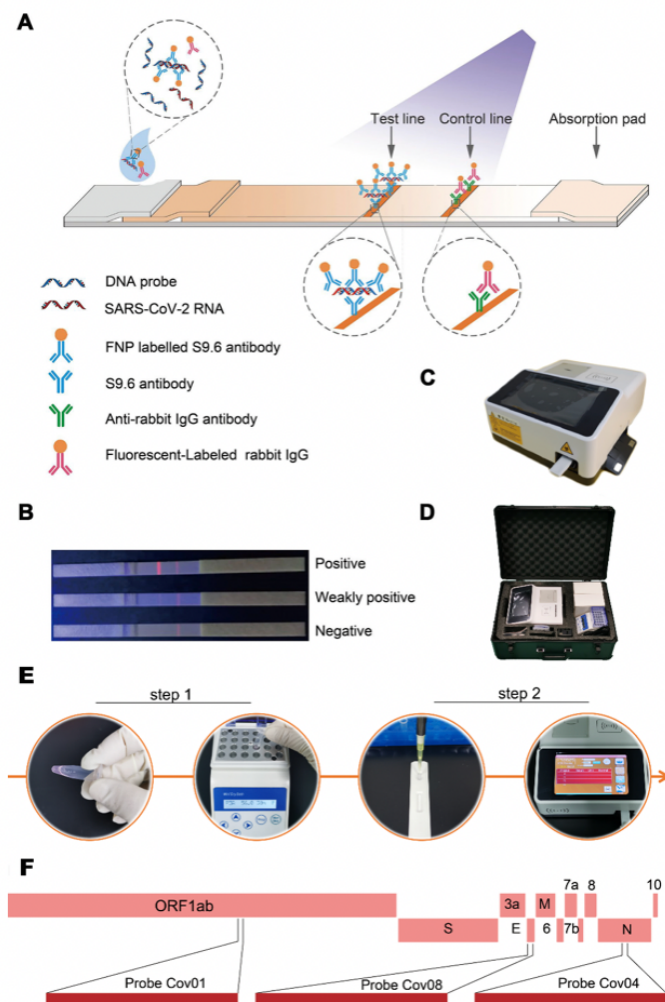 A
Test line
Control line
Absorption pad
DNA probe
SARS-CoV-2 RNA
FNP labelled S9.6 antibody
S9.6 antibody
Anti-rabbit IgG antibody
Fluorescent-Labeled rabbit IgG
C
B
Positive
Weakly positive
Negative
D
E
step 1
step 2
F
7a 8 10
ORF1ab 3a M
S E 6 7b N
Probe Cov01 Probe Cov08 Probe Cov04